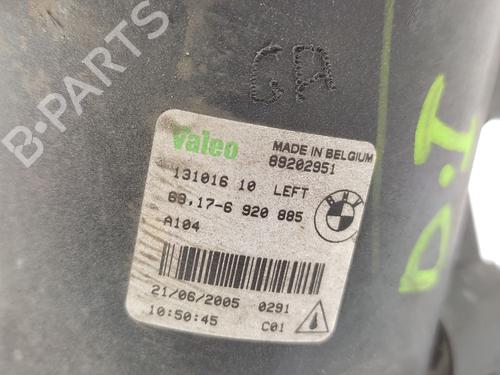 B-PARTS
CA
Valeo
MADE IN BELGIUM
89202951
131016 10 LEFT
63,17-6 920 885
A104
21/06/2005 0291
10:50:45 C01
D.I